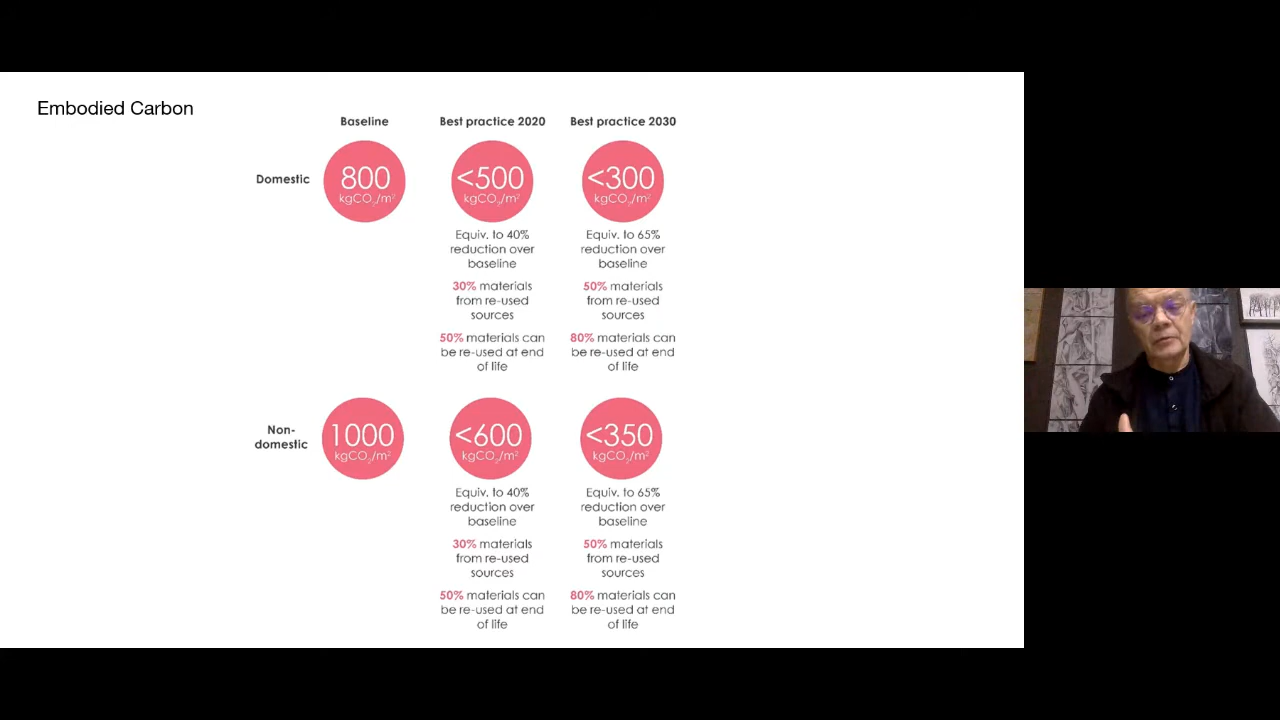 Embodied Carbon
Baseline
Best practice 2020
Best practice 2030
Domestic
800
kgCO2/m²
<500
kgCO2/m²
<300
kgCO2/m²
Equiv. to 40%
reduction over
baseline
30% materials
from re-used
sources
50% materials can
be re-used at end
of life
Equiv. to 65%
reduction over
baseline
50% materials
from re-used
sources
80% materials can
be re-used at end
of life
Non-
domestic
1000
kgCO2/m²
<600
kgCO2/m²
<350
kgCO2/m²
Equiv. to 40%
reduction over
baseline
30% materials
from re-used
sources
50% materials can
be re-used at end
of life
Equiv. to 65%
reduction over
baseline
50% materials
from re-used
sources
80% materials can
be re-used at end
of life